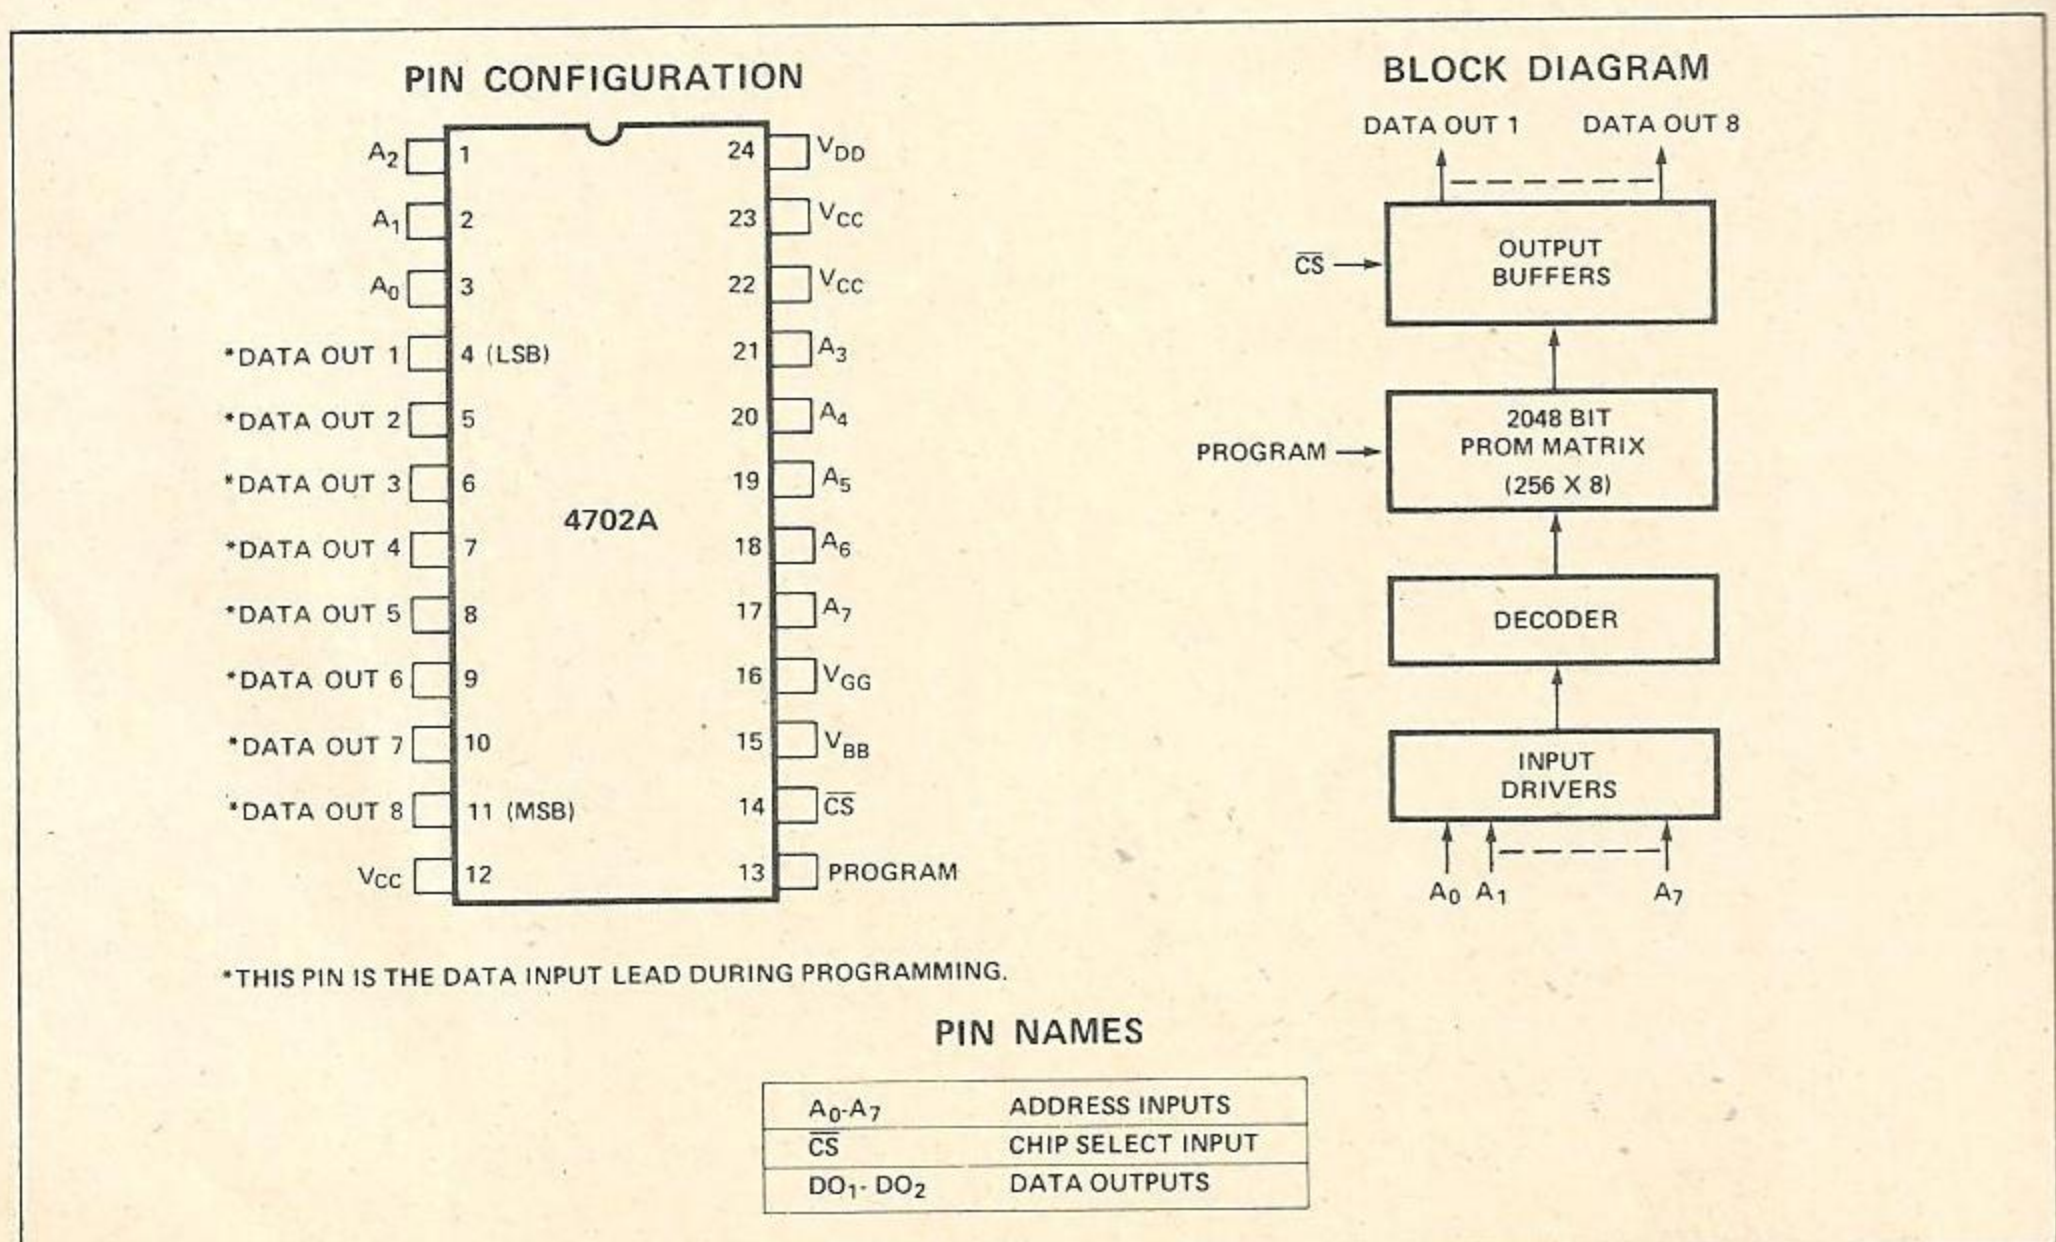 PIN CONFIGURATION
A2 1
A1 2
A0 3
*DATA OUT 1 4 (LSB)
*DATA OUT 2 5
*DATA OUT 3 6
*DATA OUT 4 7
*DATA OUT 5 8
*DATA OUT 6 9
*DATA OUT 7 10
*DATA OUT 8 11 (MSB)
VCC 12
4702A
24 VDD
23 VCC
22 VCC
21 A3
20 A4
19 A5
18 A6
17 A7
16 VGG
15 VBB
14 C̅S̅
13 PROGRAM
*THIS PIN IS THE DATA INPUT LEAD DURING PROGRAMMING.
BLOCK DIAGRAM
DATA OUT 1 DATA OUT 8
C̅S̅
OUTPUT
BUFFERS
PROGRAM
2048 BIT
PROM MATRIX
(256 X 8)
DECODER
INPUT
DRIVERS
A0 A1 A7
PIN NAMES
A0-A7 ADDRESS INPUTS
C̅S̅ CHIP SELECT INPUT
DO1- DO2 DATA OUTPUTS